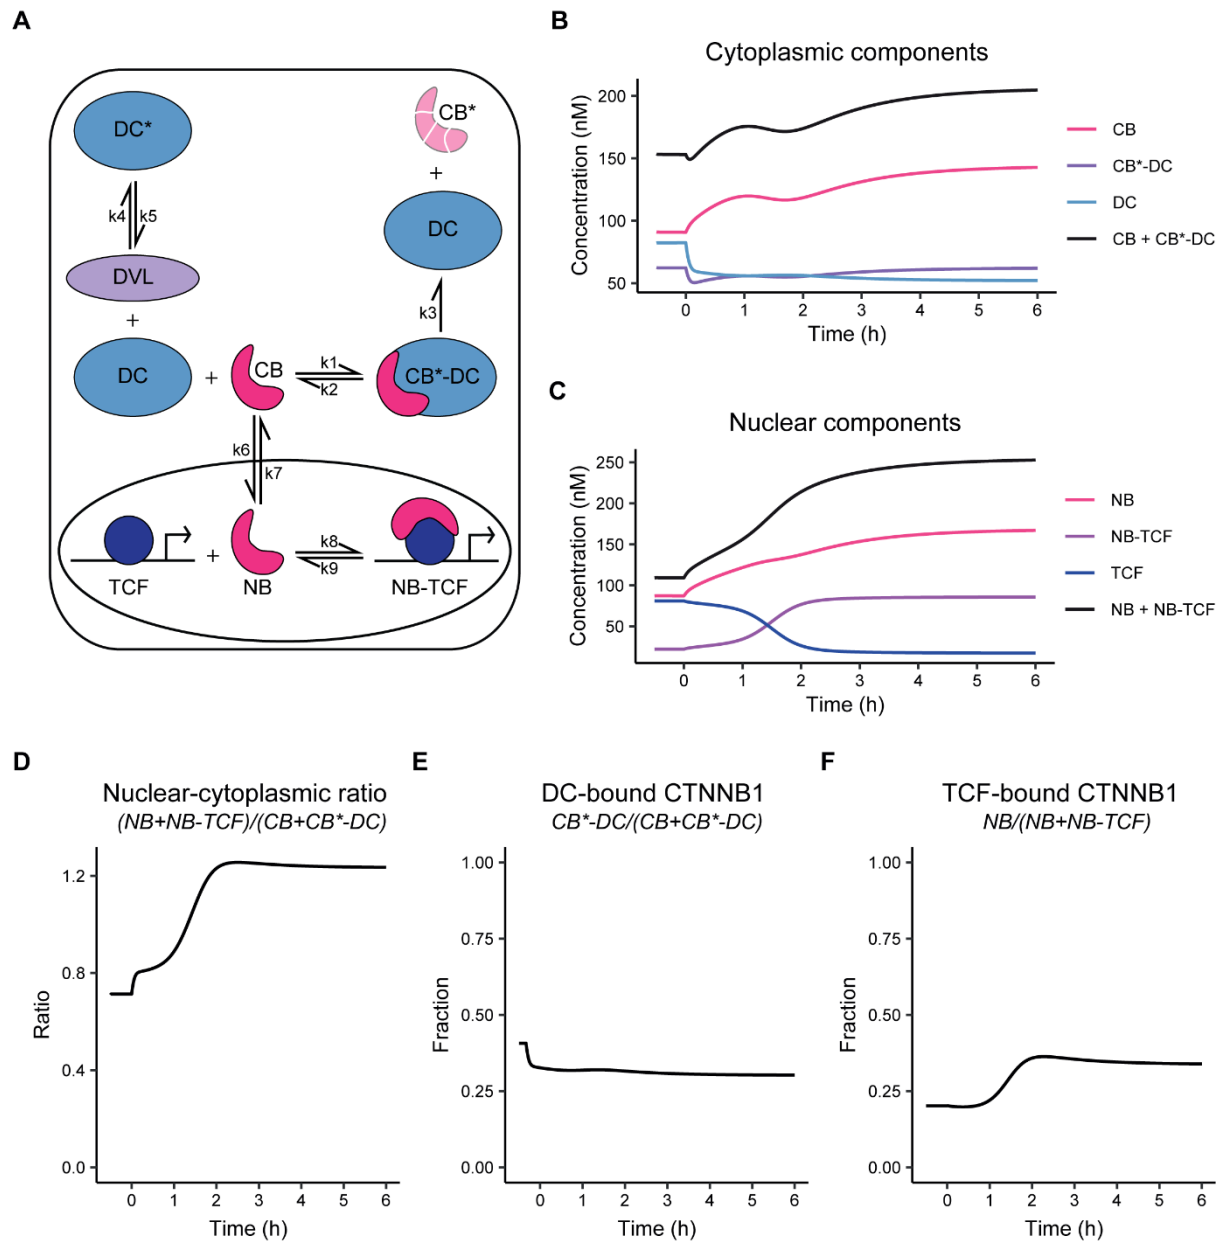 A
DC*
k4
k5
DVL
+
DC
+
CB
k1
k2
CB*-DC
k3
DC
+
CB*
k6
k7
TCF
+
NB
k8
k9
NB-TCF
B
Cytoplasmic components
Concentration (nM)
200
150
100
50
0 1 2 3 4 5 6
Time (h)
CB
CB*-DC
DC
CB + CB*-DC
C
Nuclear components
Concentration (nM)
250
200
150
100
50
0 1 2 3 4 5 6
Time (h)
NB
NB-TCF
TCF
NB + NB-TCF
D
Nuclear-cytoplasmic ratio
(NB+NB-TCF)/(CB+CB*-DC)
Ratio
1.2
0.8
0.4
0.0
0 1 2 3 4 5 6
Time (h)
E
DC-bound CTNNB1
CB*-DC/(CB+CB*-DC)
Fraction
1.00
0.75
0.50
0.25
0.00
0 1 2 3 4 5 6
Time (h)
F
TCF-bound CTNNB1
NB/(NB+NB-TCF)
Fraction
1.00
0.75
0.50
0.25
0.00
0 1 2 3 4 5 6
Time (h)